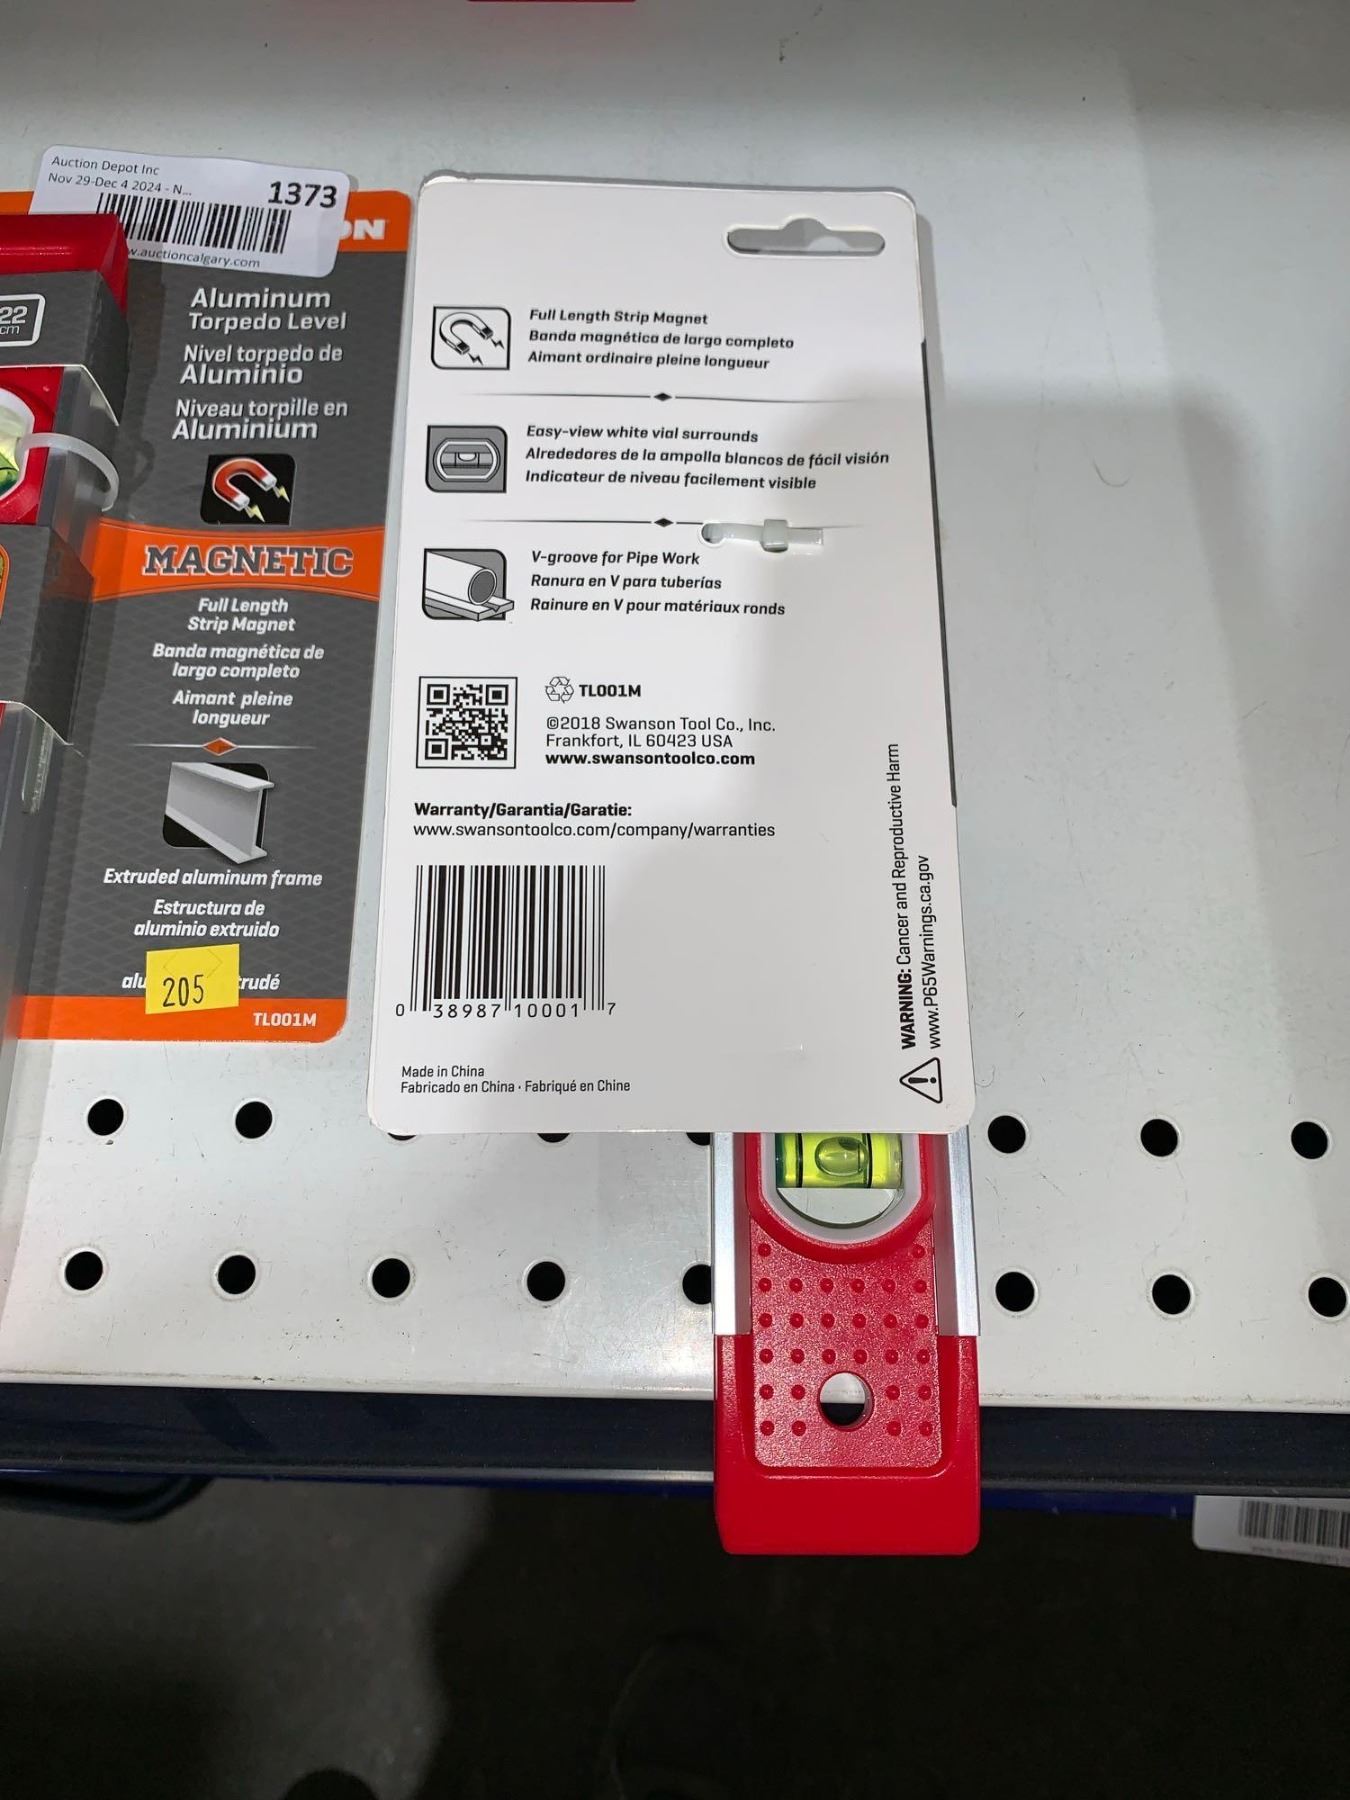 Auction Depot Inc
Nov 29-Dec 4 2024 - N...
1373
w.auctioncalgary.com
ON
22
cm
Aluminum
Torpedo Level
Nivel torpedo de
Aluminio
Niveau torpille en
Aluminium
MAGNETIC
Full Length
Strip Magnet
Banda magnética de
largo completo
Aimant pleine
longueur
Extruded aluminum frame
Estructura de
aluminio extruido
alu
trudé
205
TL001M
Full Length Strip Magnet
Banda magnética de largo completo
Aimant ordinaire pleine longueur
Easy-view white vial surrounds
Alrededores de la ampolla blancos de fácil visión
Indicateur de niveau facilement visible
V-groove for Pipe Work
Ranura en V para tuberías
Rainure en V pour matériaux ronds
TL001M
©2018 Swanson Tool Co., Inc.
Frankfort, IL 60423 USA
www.swansontoolco.com
Warranty/Garantia/Garatie:
www.swansontoolco.com/company/warranties
0 38987 10001 7
Made in China
Fabricado en China · Fabriqué en Chine
WARNING: Cancer and Reproductive Harm
www.P65Warnings.ca.gov